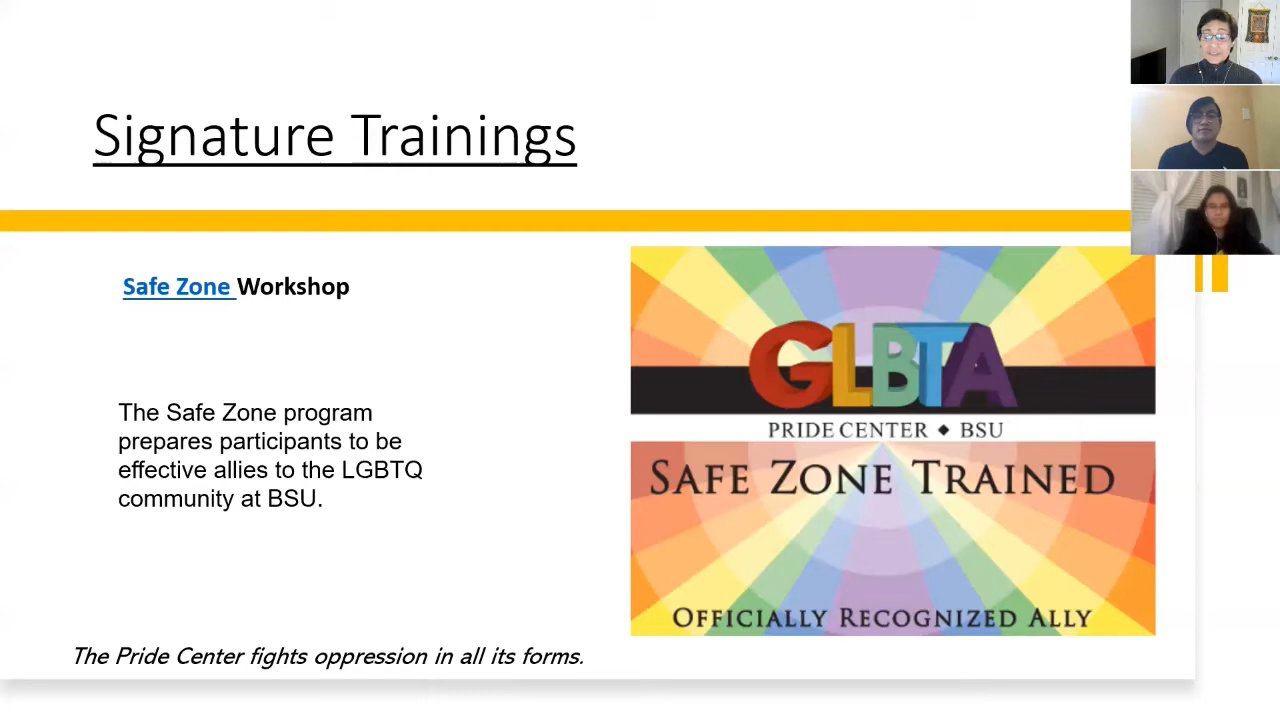 Signature Trainings
Safe Zone Workshop
The Safe Zone program
prepares participants to be
effective allies to the LGBTQ
community at BSU.
GLBTA
PRIDE CENTER ◆ BSU
SAFE ZONE TRAINED
OFFICIALLY RECOGNIZED ALLY
The Pride Center fights oppression in all its forms.